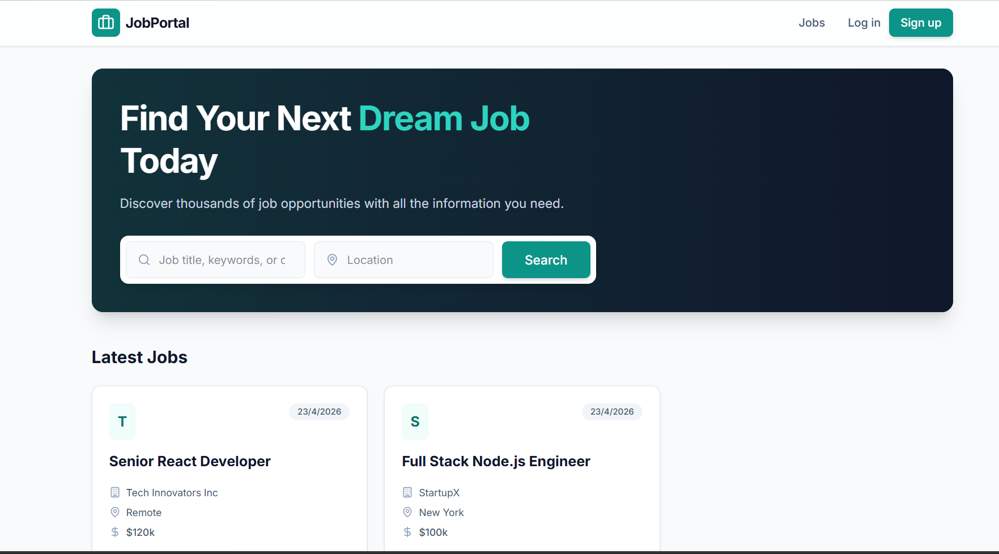 JobPortal
Jobs
Log in
Sign up
Find Your Next Dream Job
Today
Discover thousands of job opportunities with all the information you need.
Job title, keywords, or c
Location
Search
Latest Jobs
T
23/4/2026
Senior React Developer
Tech Innovators Inc
Remote
$120k
S
23/4/2026
Full Stack Node.js Engineer
StartupX
New York
$100k